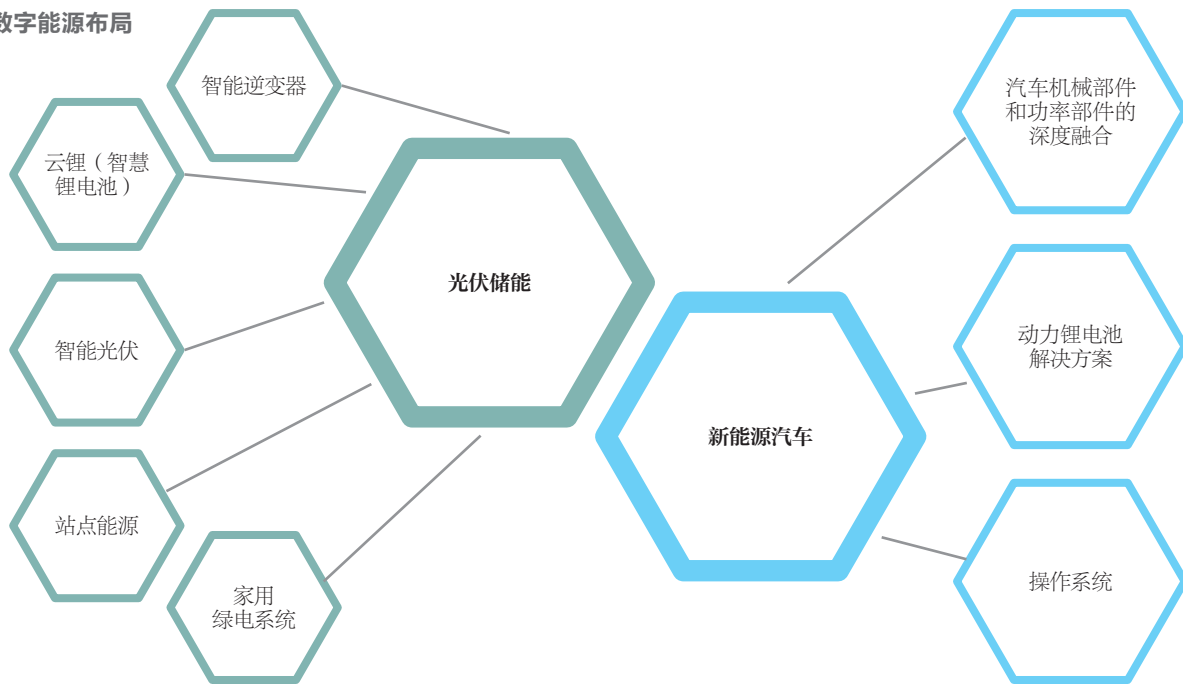 数字能源布局
智能逆变器
云锂（智慧
锂电池）
智能光伏
站点能源
家用
绿电系统
光伏储能
新能源汽车
汽车机械部件
和功率部件的
深度融合
动力锂电池
解决方案
操作系统